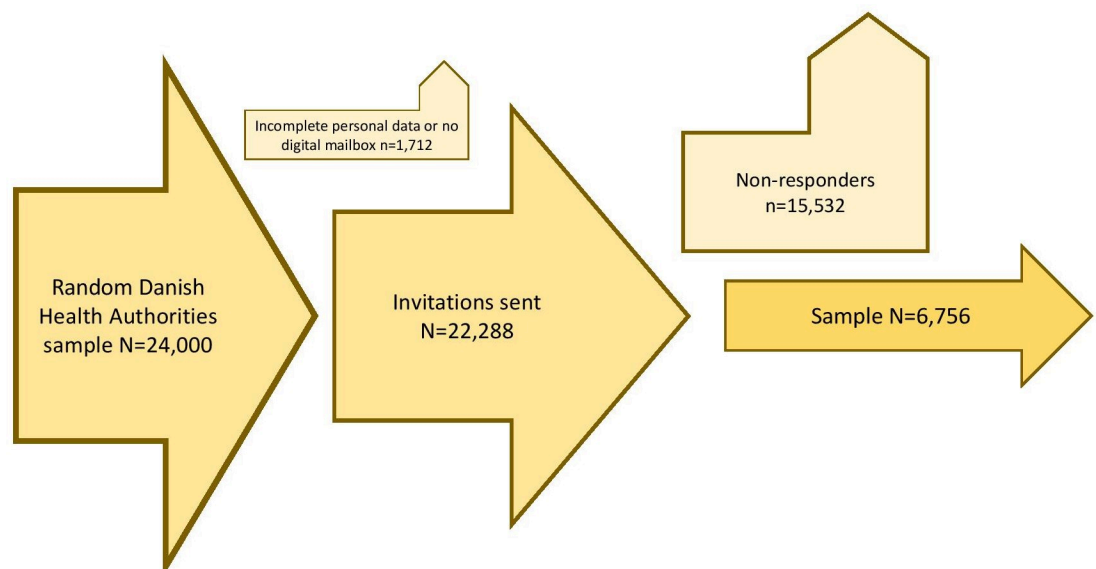 Random Danish
Health Authorities
sample N=24,000
Incomplete personal data or no
digital mailbox n=1,712
Invitations sent
N=22,288
Non-responders
n=15,532
Sample N=6,756